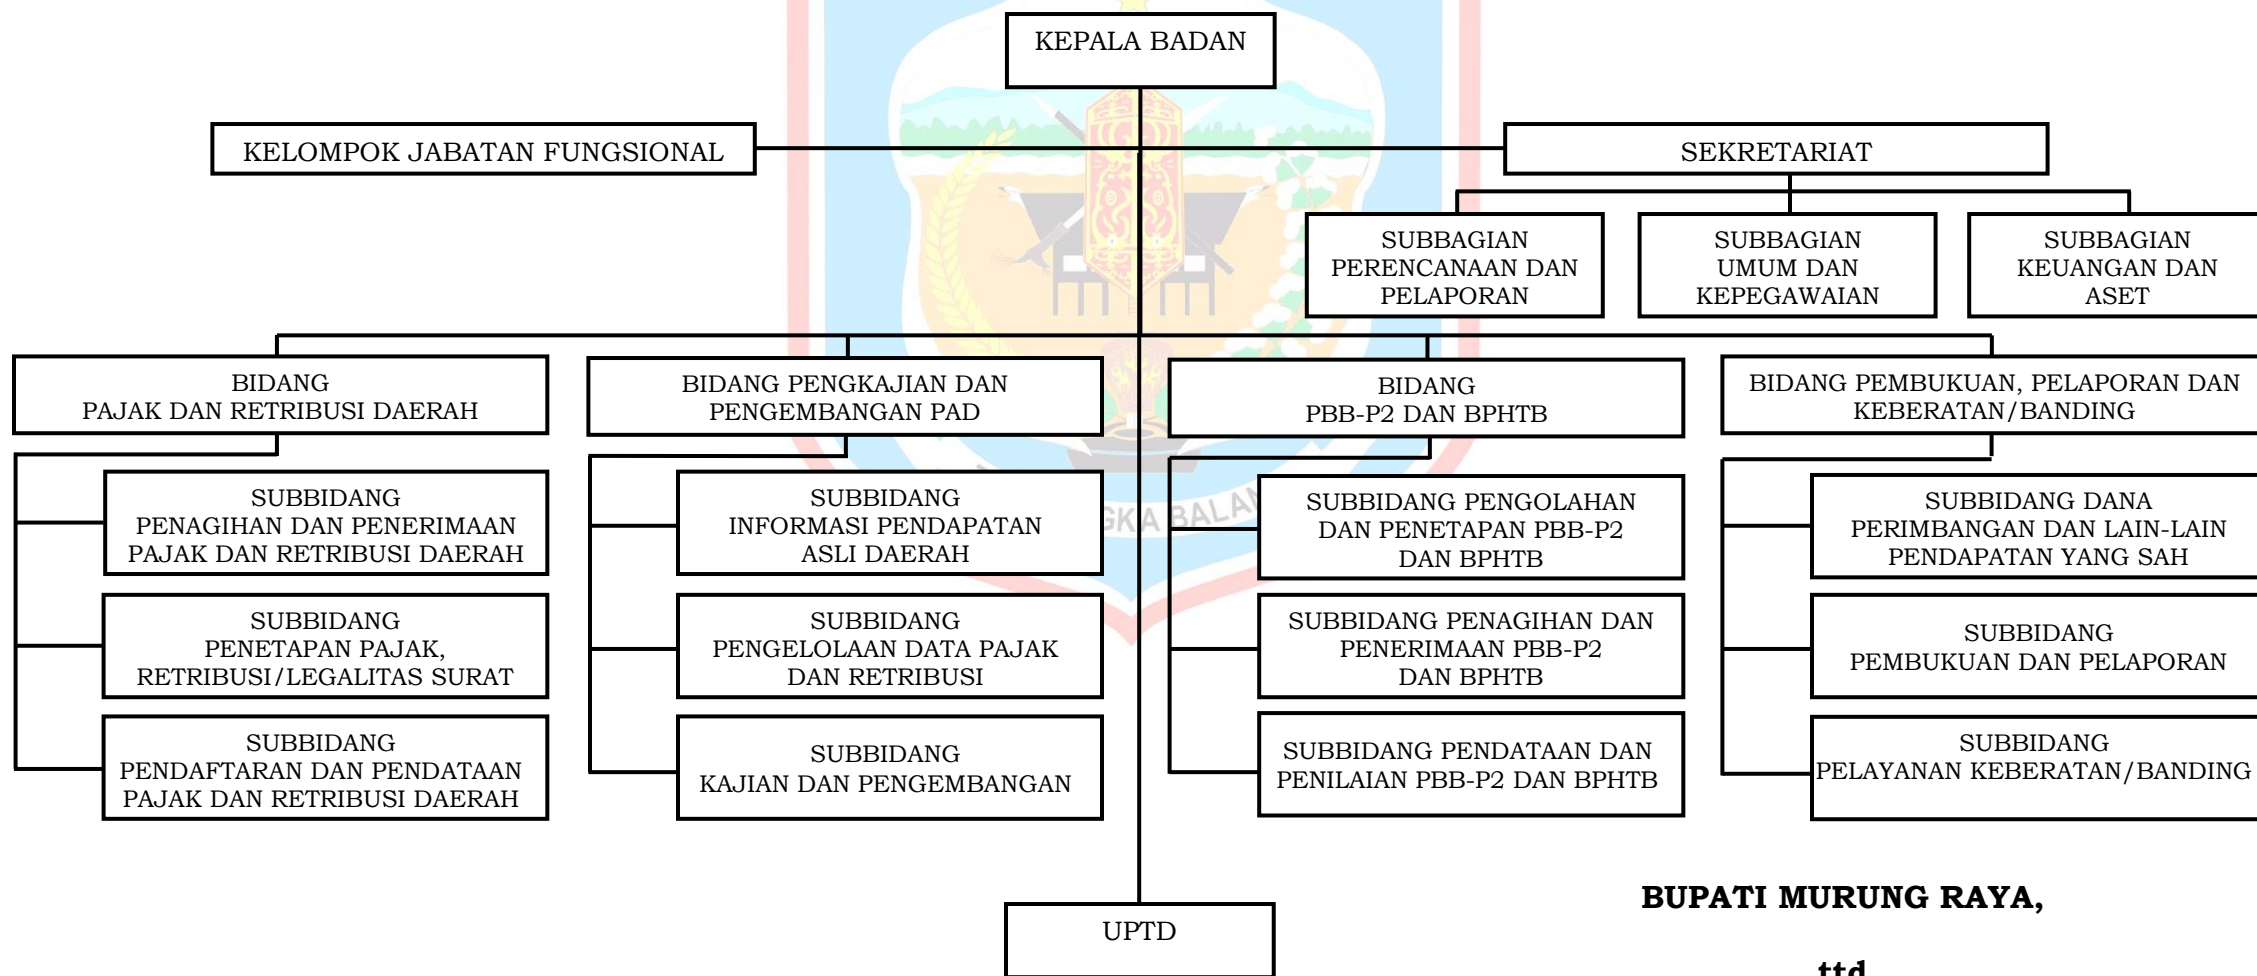 KEPALA BADAN
KELOMPOK JABATAN FUNGSIONAL
SEKRETARIAT
SUBBAGIAN
PERENCANAAN DAN
PELAPORAN
SUBBAGIAN
UMUM DAN
KEPEGAWAIAN
SUBBAGIAN
KEUANGAN DAN
ASET
BIDANG
PAJAK DAN RETRIBUSI DAERAH
BIDANG PENGKAJIAN DAN
PENGEMBANGAN PAD
BIDANG
PBB-P2 DAN BPHTB
BIDANG PEMBUKUAN, PELAPORAN DAN
KEBERATAN/BANDING
SUBBIDANG
PENAGIHAN DAN PENERIMAAN
PAJAK DAN RETRIBUSI DAERAH
SUBBIDANG
PENETAPAN PAJAK,
RETRIBUSI/LEGALITAS SURAT
SUBBIDANG
PENDAFTARAN DAN PENDATAAN
PAJAK DAN RETRIBUSI DAERAH
SUBBIDANG
INFORMASI PENDAPATAN
ASLI DAERAH
SUBBIDANG
PENGELOLAAN DATA PAJAK
DAN RETRIBUSI
SUBBIDANG
KAJIAN DAN PENGEMBANGAN
SUBBIDANG PENGOLAHAN
DAN PENETAPAN PBB-P2
DAN BPHTB
SUBBIDANG PENAGIHAN DAN
PENERIMAAN PBB-P2
DAN BPHTB
SUBBIDANG PENDATAAN DAN
PENILAIAN PBB-P2 DAN BPHTB
SUBBIDANG DANA
PERIMBANGAN DAN LAIN-LAIN
PENDAPATAN YANG SAH
SUBBIDANG
PEMBUKUAN DAN PELAPORAN
SUBBIDANG
PELAYANAN KEBERATAN/BANDING
UPTD
BUPATI MURUNG RAYA,
ttd